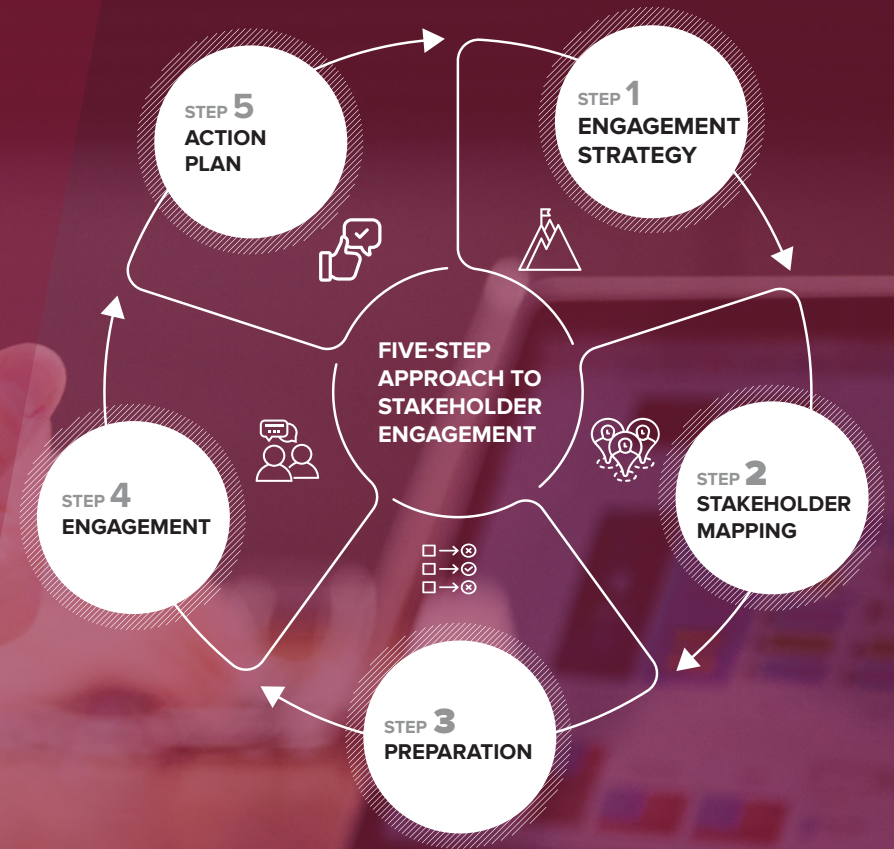 FIVE-STEP
APPROACH TO
STAKEHOLDER
ENGAGEMENT
STEP 1
ENGAGEMENT
STRATEGY
STEP 2
STAKEHOLDER
MAPPING
STEP 3
PREPARATION
STEP 4
ENGAGEMENT
STEP 5
ACTION
PLAN